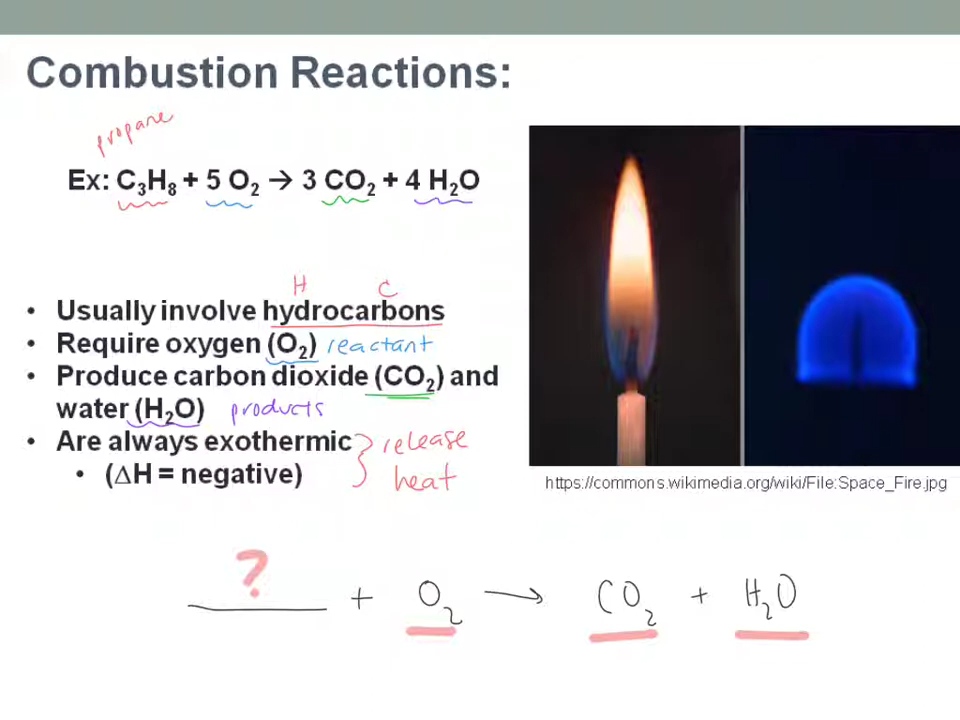 Combustion Reactions:
propane
Ex: C₃H₈ + 5 O₂ → 3 CO₂ + 4 H₂O
H C
• Usually involve hydrocarbons
• Require oxygen (O₂) reactant
• Produce carbon dioxide (CO₂) and
water (H₂O) products
• Are always exothermic } release
• (∆H = negative) heat
https://commons.wikimedia.org/wiki/File:Space_Fire.jpg
?
____ + O₂ → CO₂ + H₂O